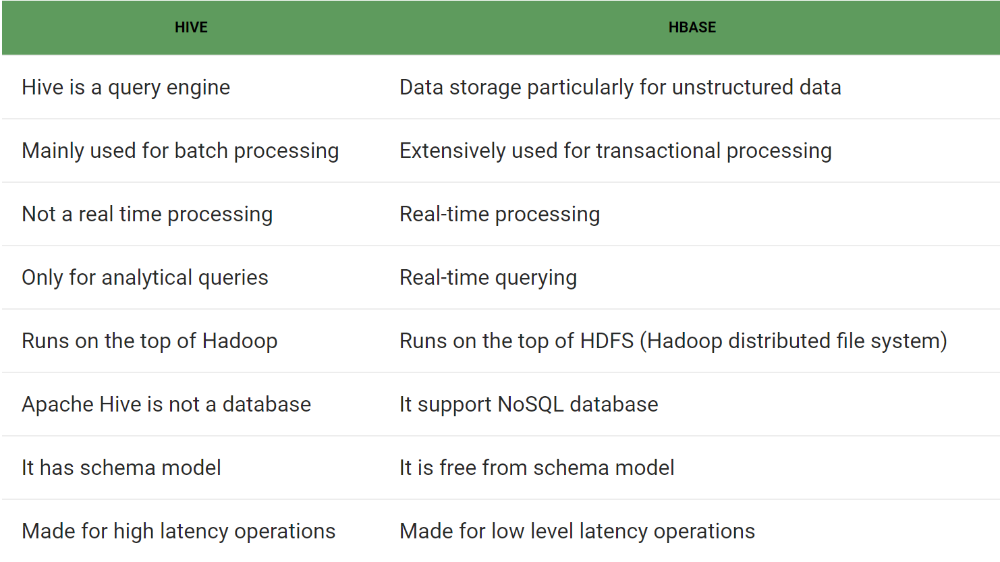 HIVE HBASE
Hive is a query engine Data storage particularly for unstructured data
Mainly used for batch processing Extensively used for transactional processing
Not a real time processing Real-time processing
Only for analytical queries Real-time querying
Runs on the top of Hadoop Runs on the top of HDFS (Hadoop distributed file system)
Apache Hive is not a database It support NoSQL database
It has schema model It is free from schema model
Made for high latency operations Made for low level latency operations